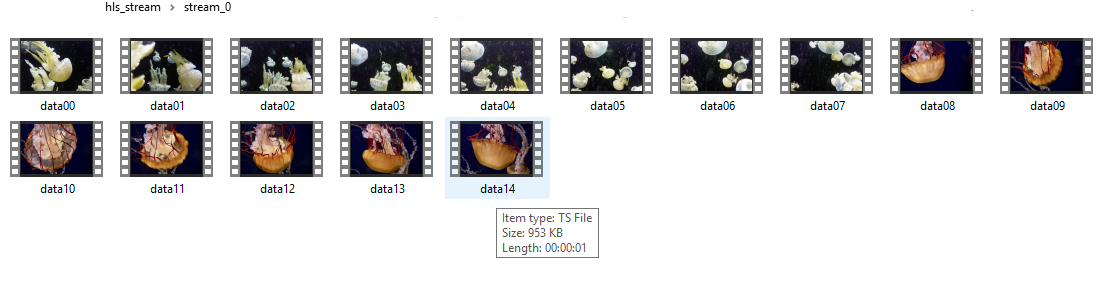 hls_stream > stream_0
data00 data01 data02 data03 data04 data05 data06 data07 data08 data09
data10 data11 data12 data13 data14
Item type: TS File
Size: 953 KB
Length: 00:00:01